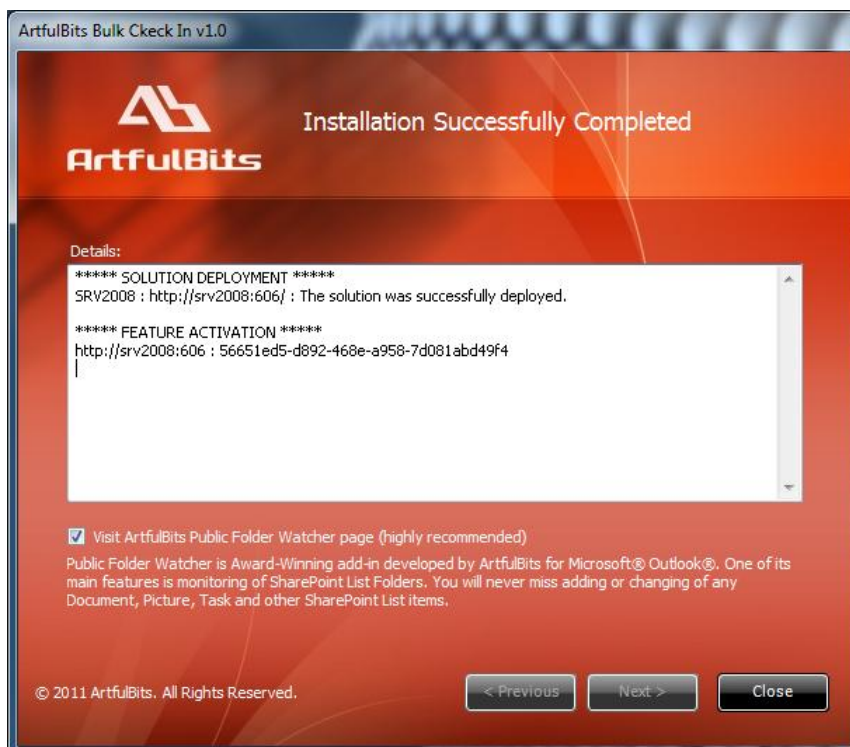 ArtfulBits Bulk Ckeck In v1.0
ArtfulBits
Installation Successfully Completed
Details:
***** SOLUTION DEPLOYMENT *****
SRV2008 : http://srv2008:606/ : The solution was successfully deployed.
***** FEATURE ACTIVATION *****
http://srv2008:606 : 56651ed5-d892-468e-a958-7d081abd49f4
Visit ArtfulBits Public Folder Watcher page (highly recommended)
Public Folder Watcher is Award-Winning add-in developed by ArtfulBits for Microsoft® Outlook®. One of its
main features is monitoring of SharePoint List Folders. You will never miss adding or changing of any
Document, Picture, Task and other SharePoint List items.
© 2011 ArtfulBits. All Rights Reserved.
< Previous
Next >
Close